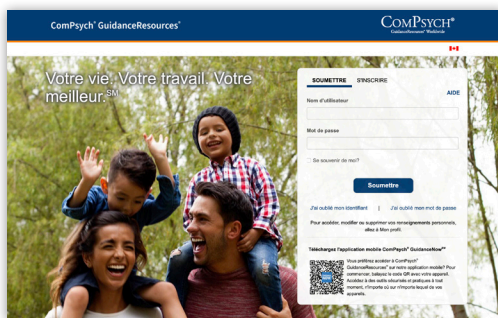 ComPsych® GuidanceResources®
COMPSYCH®
GuidanceResources® Worldwide
Votre vie. Votre travail. Votre
meilleur.℠
SOUMETTRE S'INSCRIRE
AIDE
Nom d'utilisateur
Mot de passe
Se souvenir de moi?
Soumettre
J'ai oublié mon identifiant | J'ai oublié mon mot de passe
Pour accéder, modifier ou supprimer vos renseignements personnels,
allez à Mon profil.
Téléchargez l'application mobile ComPsych® GuidanceNow℠
Vous préférez accéder à ComPsych®
GuidanceResources® sur notre application mobile? Pour
commencer, balayez le code QR avec votre appareil.
Accédez à des outils sécurisés et pratiques à tout
moment, n'importe où sur n'importe lequel de vos
appareils.